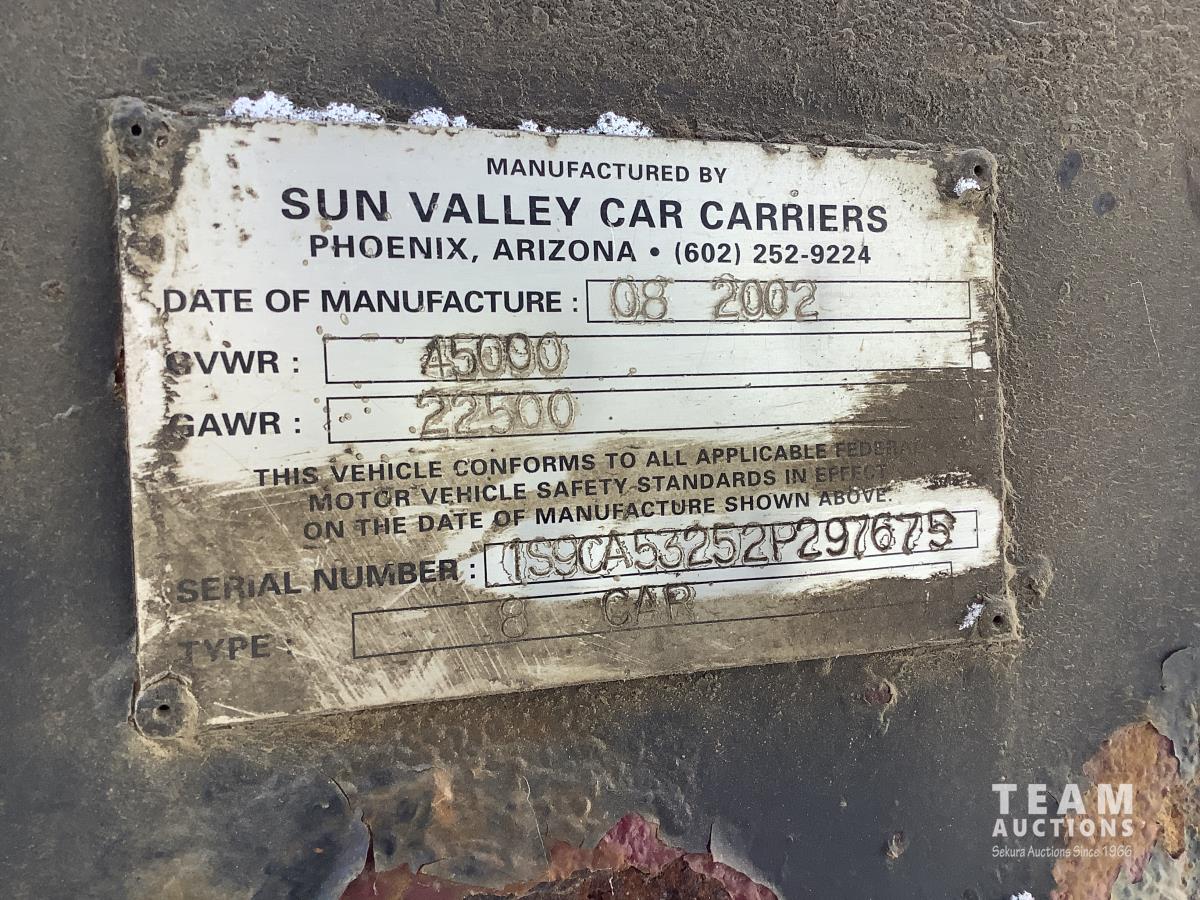 MANUFACTURED BY
SUN VALLEY CAR CARRIERS
PHOENIX, ARIZONA • (602) 252-9224
DATE OF MANUFACTURE : 08 2002
GVWR : 45000
GAWR : 22500
THIS VEHICLE CONFORMS TO ALL APPLICABLE FEDERAL
MOTOR VEHICLE SAFETY STANDARDS IN EFFECT
ON THE DATE OF MANUFACTURE SHOWN ABOVE.
SERIAL NUMBER : 1S9CA53252P297675
TYPE : 8 CAR
TEAM
AUCTIONS
Sekura Auctions Since 1966